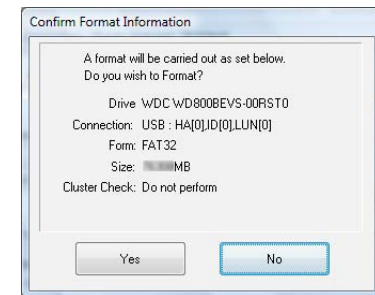 Confirm Format Information
A format will be carried out as set below.
Do you wish to Format?
Drive WDC WD800BEVS-00RST0
Connection: USB : HA[0],ID[0],LUN[0]
Form: FAT32
Size: MB
Cluster Check: Do not perform
Yes
No